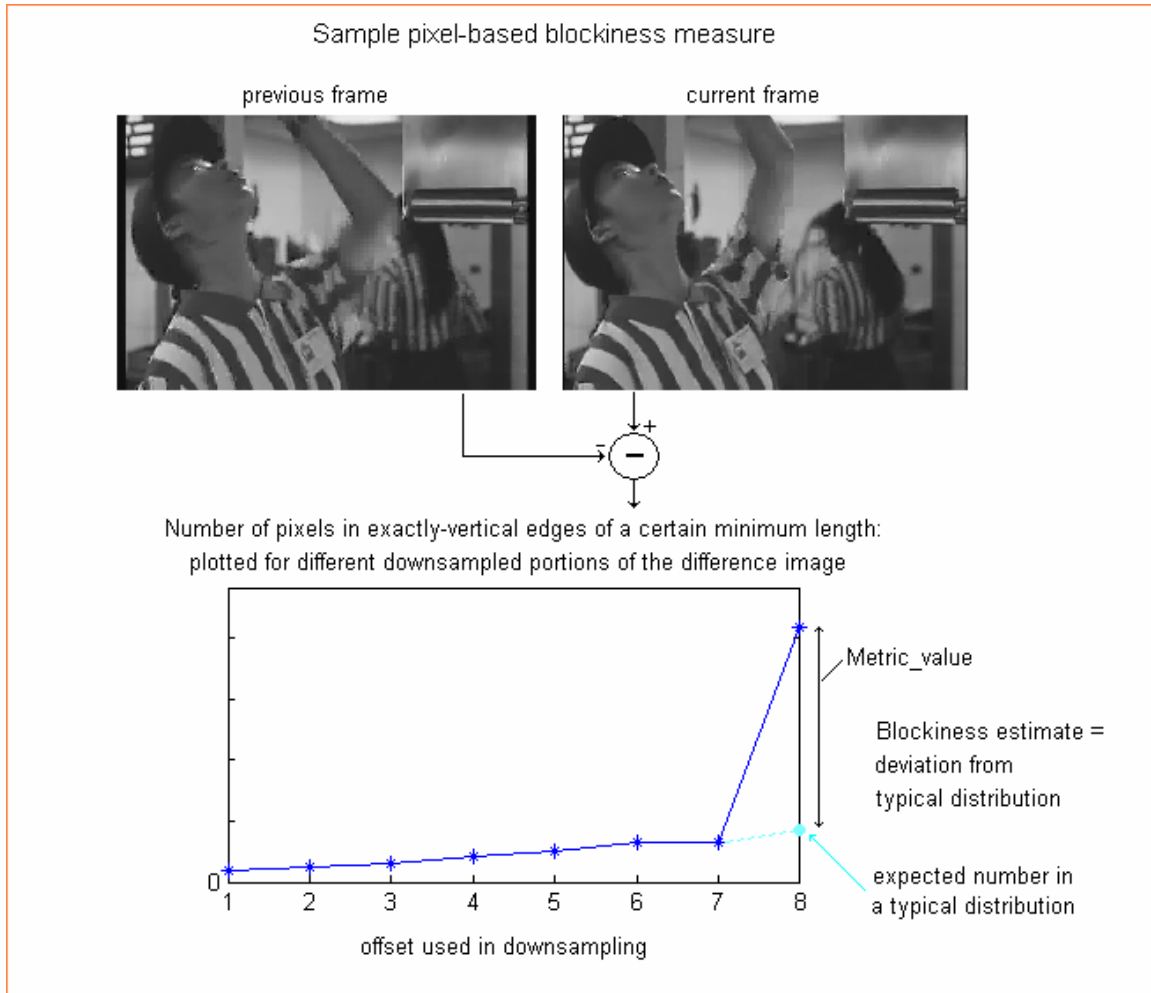 Sample pixel-based blockiness measure
previous frame
current frame
+
-
−
Number of pixels in exactly-vertical edges of a certain minimum length:
plotted for different downsampled portions of the difference image
Metric_value
Blockiness estimate =
deviation from
typical distribution
expected number in
a typical distribution
0
1 2 3 4 5 6 7 8
offset used in downsampling